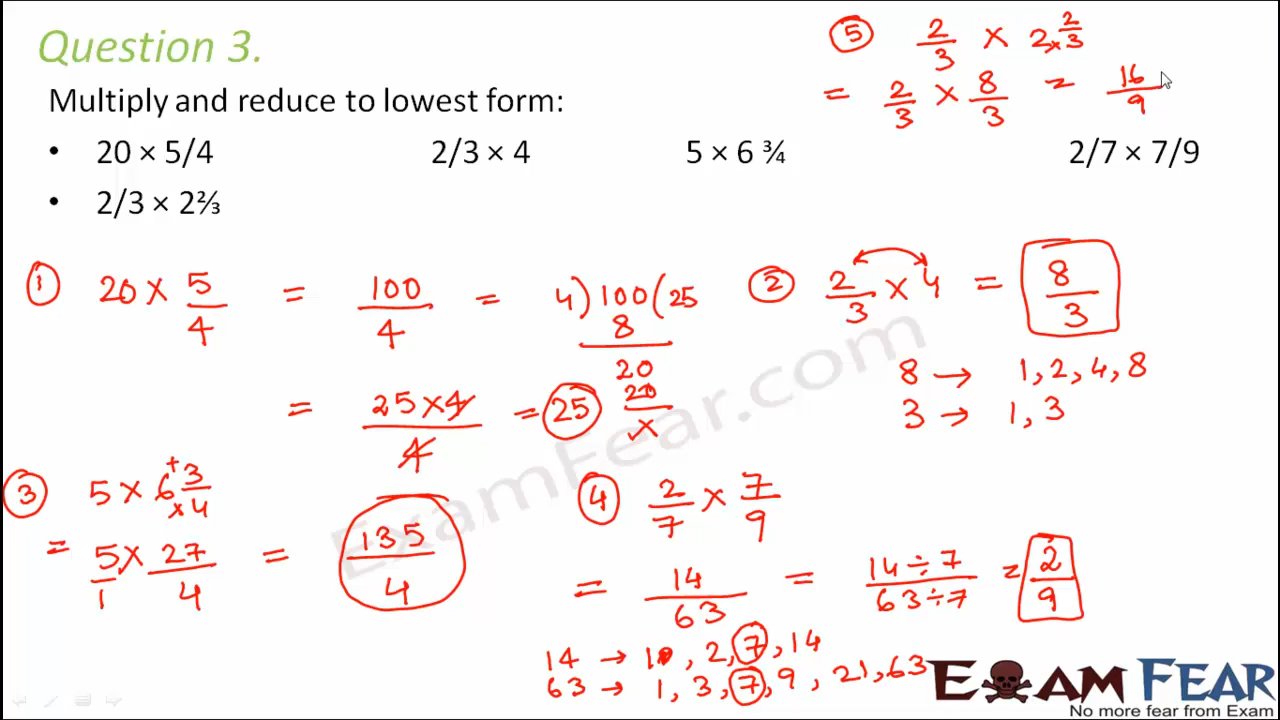 Question 3.
⑤ 2/3 × 2 2/3
= 2/3 × 8/3 = 16/9
Multiply and reduce to lowest form:
• 20 × 5/4 2/3 × 4 5 × 6 ¾ 2/7 × 7/9
• 2/3 × 2⅔
① 20 × 5/4 = 100/4 = 4)100(25
8
20
20
×
= 25×4/4 = 25
② 2/3 × 4 = 8/3
8 → 1, 2, 4, 8
3 → 1, 3
③ 5 × 6 + 3/×4
= 5/1 × 27/4 = 135/4
④ 2/7 × 7/9
= 14/63 = 14÷7/63÷7 = 2/9
14 → 1, 2, 7, 14
63 → 1, 3, 7, 9, 21, 63
ExamFear.com
EXAM FEAR
No more fear from Exam